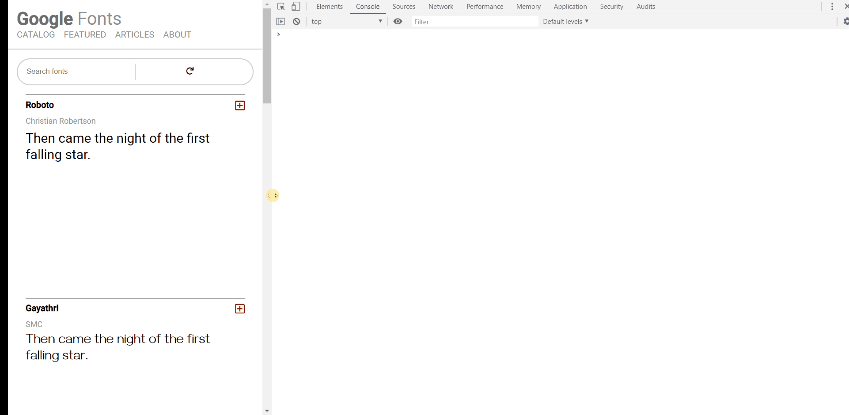 Google Fonts
CATALOG FEATURED ARTICLES ABOUT
Search fonts
Roboto
Christian Robertson
Then came the night of the first
falling star.
Gayathri
SMC
Then came the night of the first
falling star.
Elements Console Sources Network Performance Memory Application Security Audits
top Filter Default levels